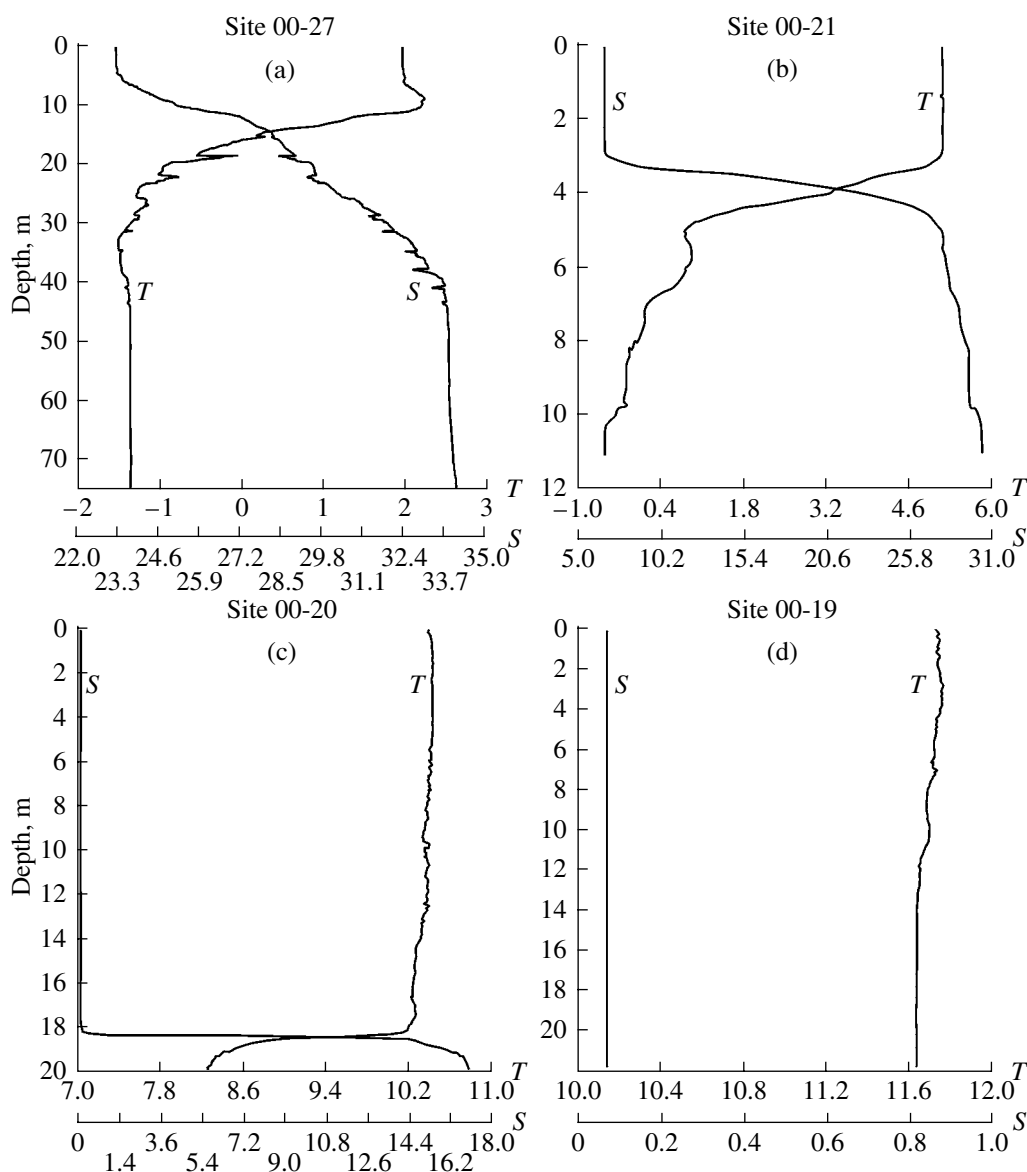 Site 00-27
(a)
0
10
20
30
40
50
60
70
Depth, m
T
S
−2 −1 0 1 2 3 T
22.0 24.6 27.2 29.8 32.4 35.0 S
23.3 25.9 28.5 31.1 33.7
Site 00-21
(b)
0
2
4
6
8
10
12
S
T
−1.0 0.4 1.8 3.2 4.6 6.0 T
5.0 10.2 15.4 20.6 25.8 31.0 S
Site 00-20
(c)
0
2
4
6
8
10
12
14
16
18
20
Depth, m
S
T
7.0 7.8 8.6 9.4 10.2 11.0 T
0 3.6 7.2 10.8 14.4 18.0 S
1.4 5.4 9.0 12.6 16.2
Site 00-19
(d)
0
2
4
6
8
10
12
14
16
18
20
S
T
10.0 10.4 10.8 11.2 11.6 12.0 T
0 0.2 0.4 0.6 0.8 1.0 S